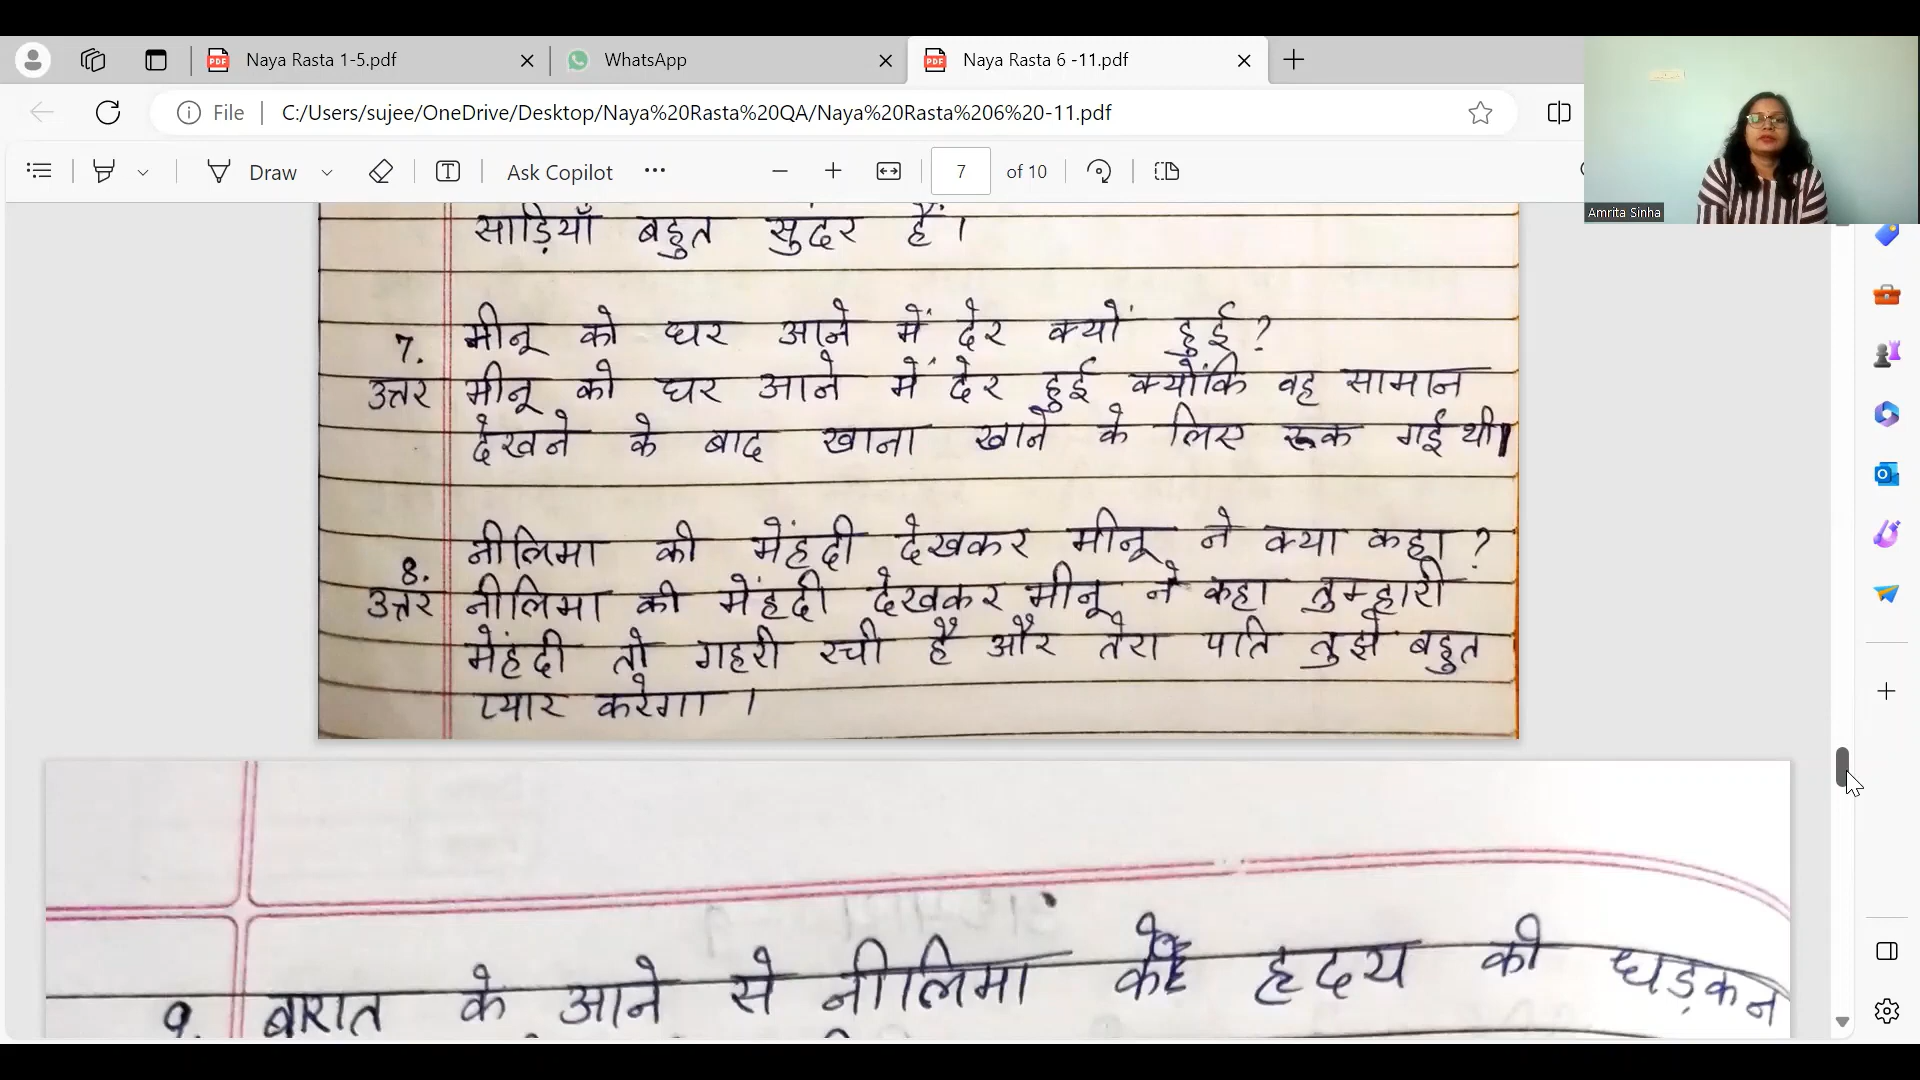 Naya Rasta 1-5.pdf
WhatsApp
Naya Rasta 6 -11.pdf
File
C:/Users/sujee/OneDrive/Desktop/Naya%20Rasta%20QA/Naya%20Rasta%206%20-11.pdf
Draw
Ask Copilot
7 of 10
Amrita Sinha
साड़ियाँ बहुत सुंदर हैं।
7. मीनू को घर आने में देर क्यों हुई?
उत्तर मीनू को घर आने में देर हुई क्योंकि वह सामान
देखने के बाद खाना खाने के लिए रूक गई थी।
8. नीलिमा की मेहंदी देखकर मीनू ने क्या कहा?
उत्तर नीलिमा की मेंहदी देखकर मीनू ने कहा तुम्हारी
मेहंदी तो गहरी रची है और तेरा पति तुझे बहुत
प्यार करेगा।
9. बारात के आने से नीलिमा के हृदय की धड़कन